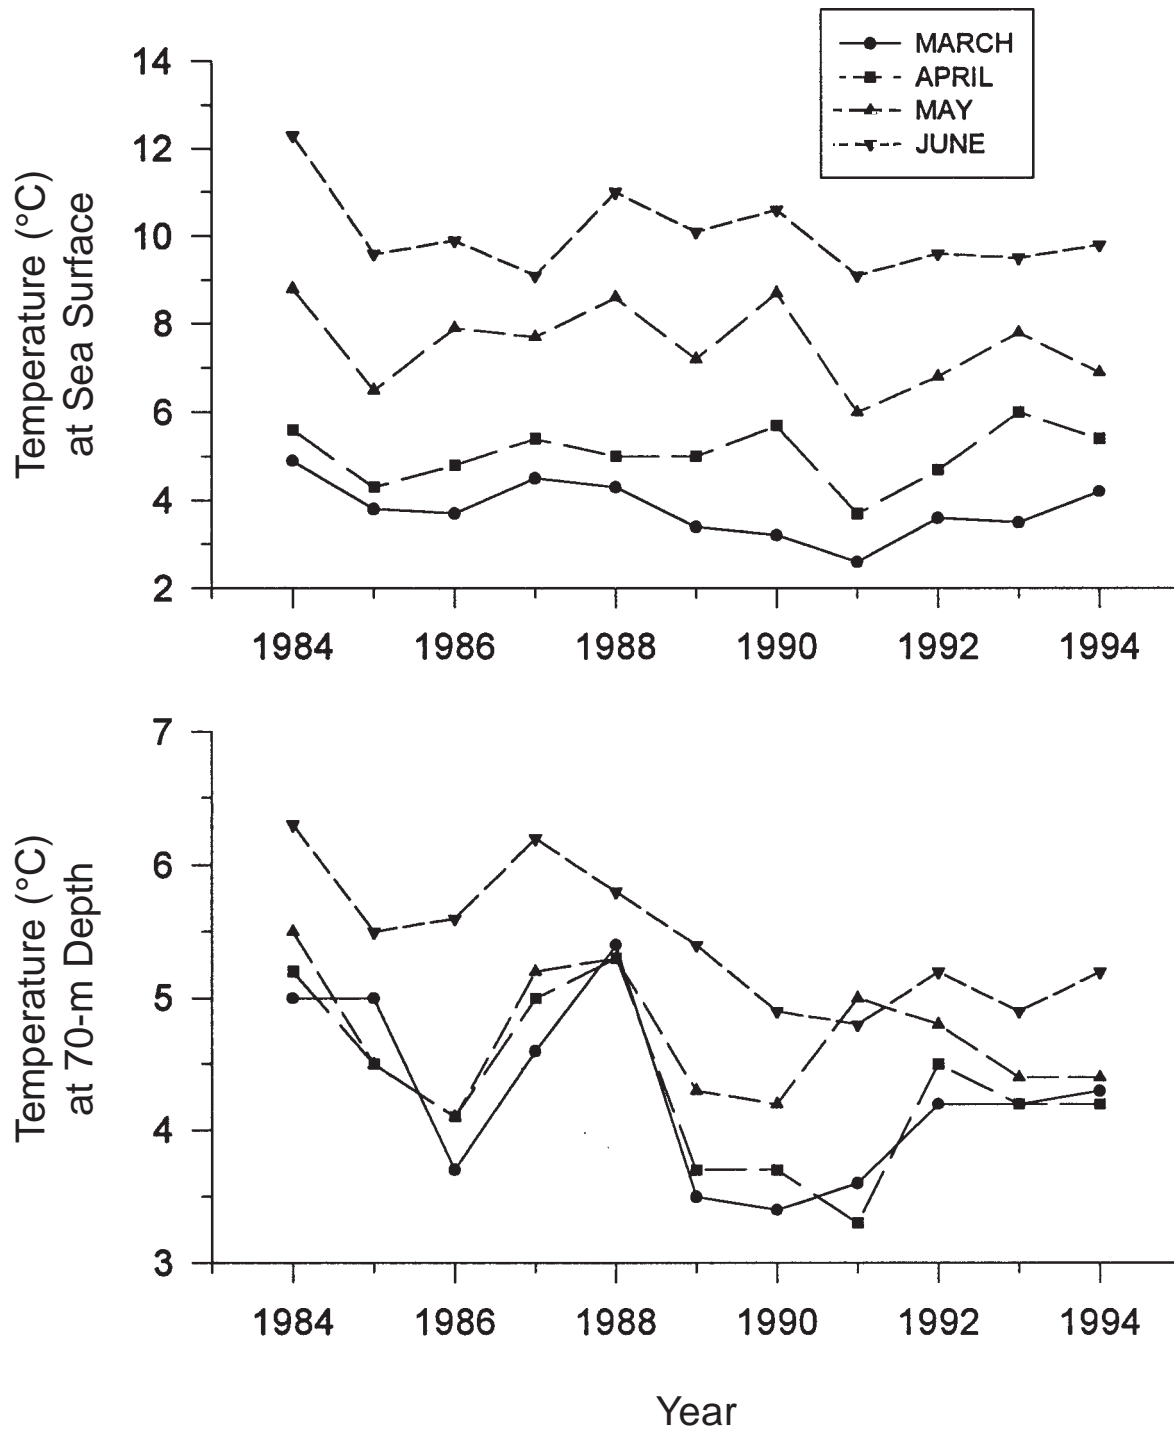 MARCH
APRIL
MAY
JUNE
14
12
10
8
6
4
2
Temperature (°C)
at Sea Surface
1984 1986 1988 1990 1992 1994
7
6
5
4
3
Temperature (°C)
at 70-m Depth
1984 1986 1988 1990 1992 1994
Year